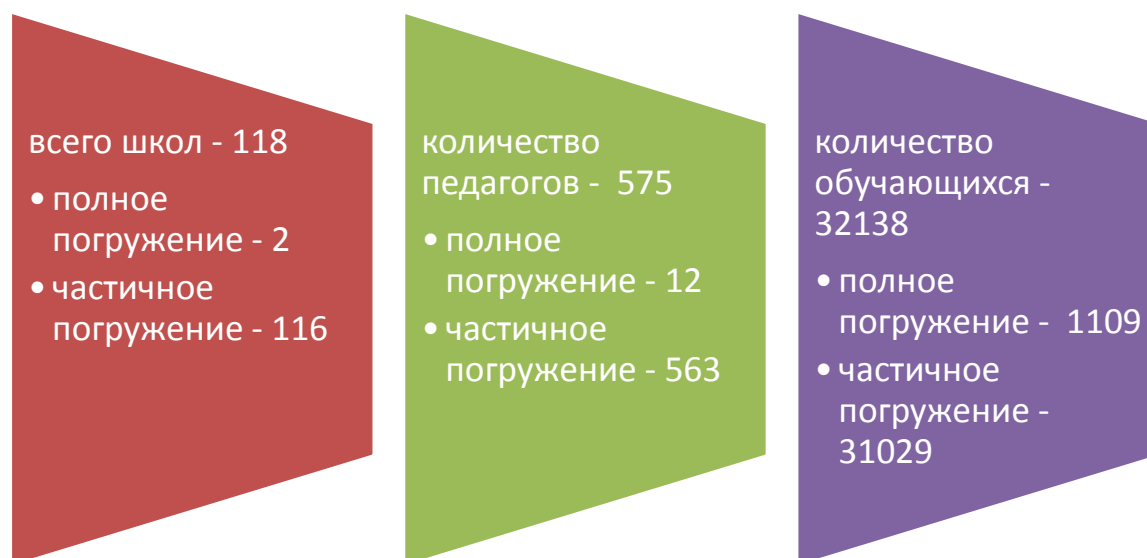 всего школ - 118
• полное
погружение - 2
• частичное
погружение - 116
количество
педагогов -  575
• полное
погружение - 12
• частичное
погружение - 563
количество
обучающихся -
32138
• полное
погружение -  1109
• частичное
погружение -
31029